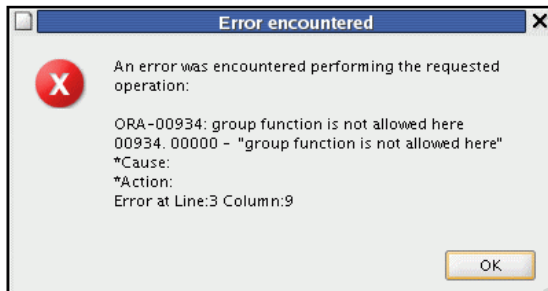 Error encountered
An error was encountered performing the requested
operation:
ORA-00934: group function is not allowed here
00934. 00000 - "group function is not allowed here"
*Cause:
*Action:
Error at Line:3 Column:9
OK